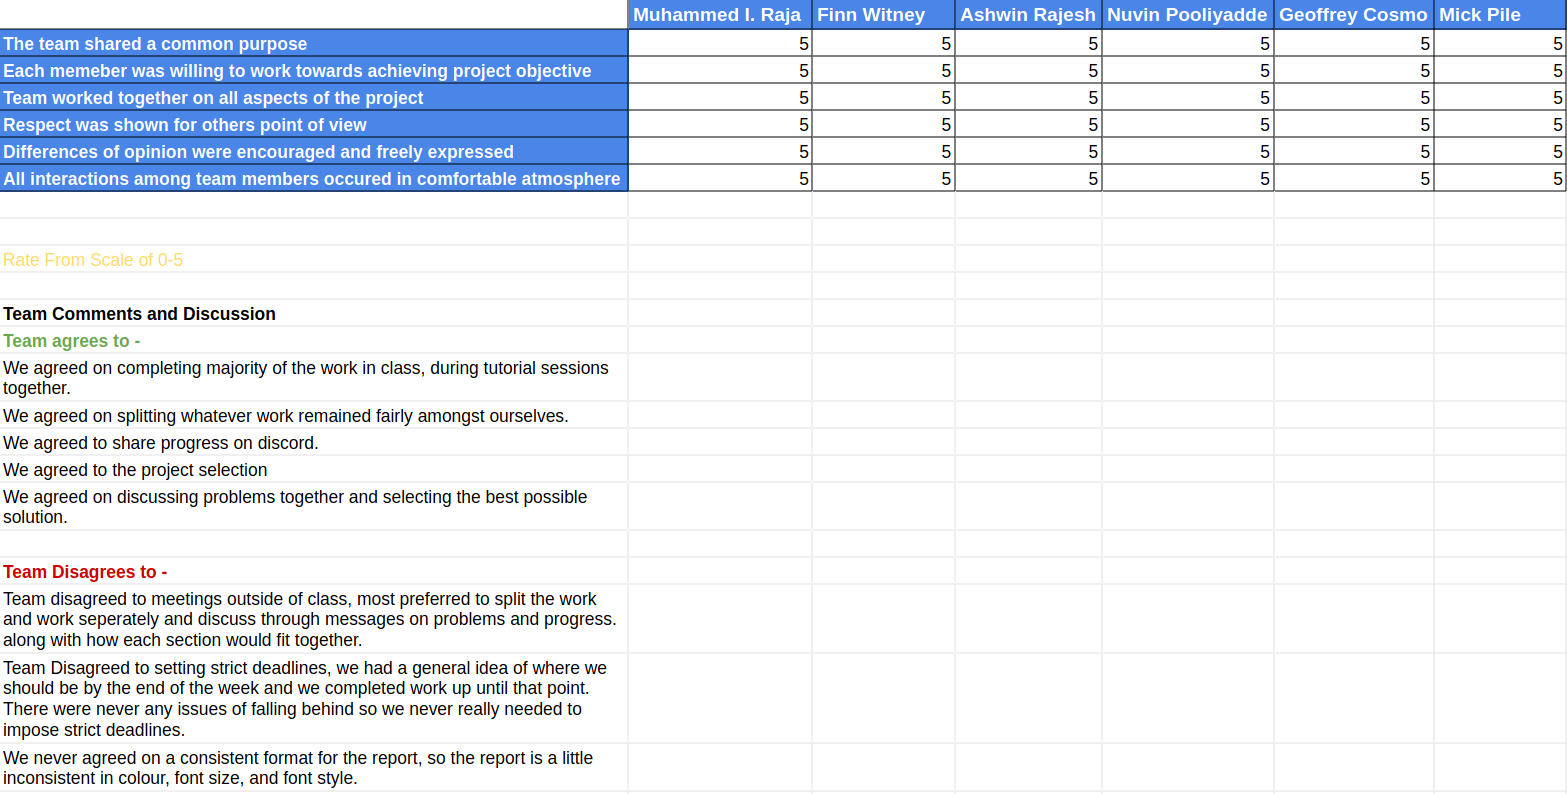 Muhammed I. Raja Finn Witney Ashwin Rajesh Nuvin Pooliyadde Geoffrey Cosmo Mick Pile
The team shared a common purpose 5 5 5 5 5 5
Each memeber was willing to work towards achieving project objective 5 5 5 5 5 5
Team worked together on all aspects of the project 5 5 5 5 5 5
Respect was shown for others point of view 5 5 5 5 5 5
Differences of opinion were encouraged and freely expressed 5 5 5 5 5 5
All interactions among team members occured in comfortable atmosphere 5 5 5 5 5 5
Rate From Scale of 0-5
Team Comments and Discussion
Team agrees to -
We agreed on completing majority of the work in class, during tutorial sessions
together.
We agreed on splitting whatever work remained fairly amongst ourselves.
We agreed to share progress on discord.
We agreed to the project selection
We agreed on discussing problems together and selecting the best possible
solution.
Team Disagrees to -
Team disagreed to meetings outside of class, most preferred to split the work
and work seperately and discuss through messages on problems and progress.
along with how each section would fit together.
Team Disagreed to setting strict deadlines, we had a general idea of where we
should be by the end of the week and we completed work up until that point.
There were never any issues of falling behind so we never really needed to
impose strict deadlines.
We never agreed on a consistent format for the report, so the report is a little
inconsistent in colour, font size, and font style.